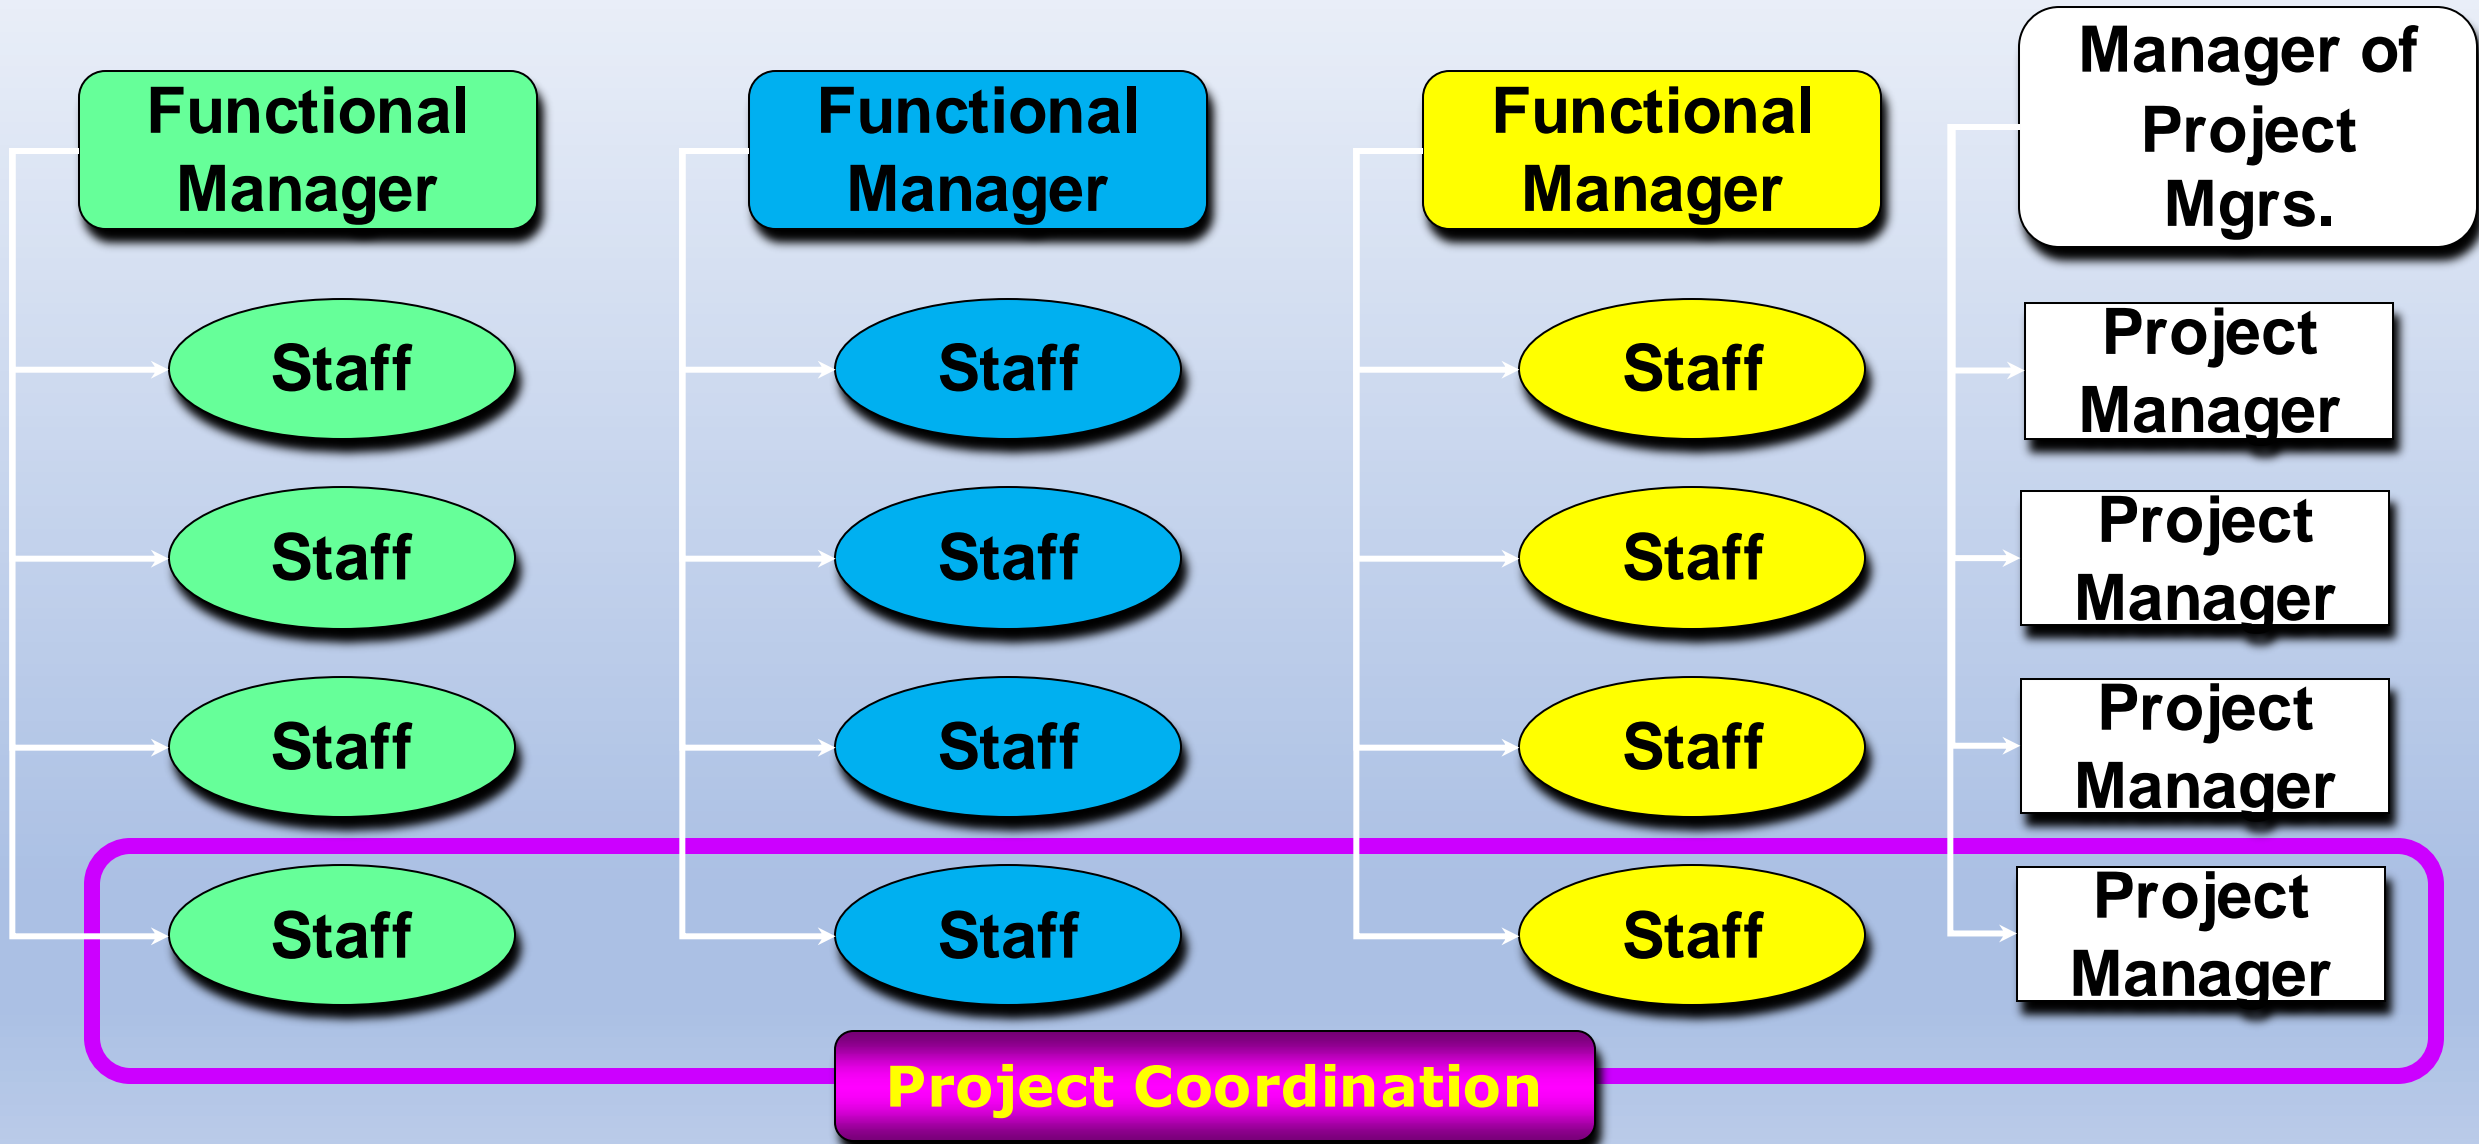 Functional
Manager
Functional
Manager
Functional
Manager
Manager of
Project
Mgrs.
Staff
Staff
Staff
Project
Manager
Staff
Staff
Staff
Project
Manager
Staff
Staff
Staff
Project
Manager
Staff
Staff
Staff
Project
Manager
Project Coordination